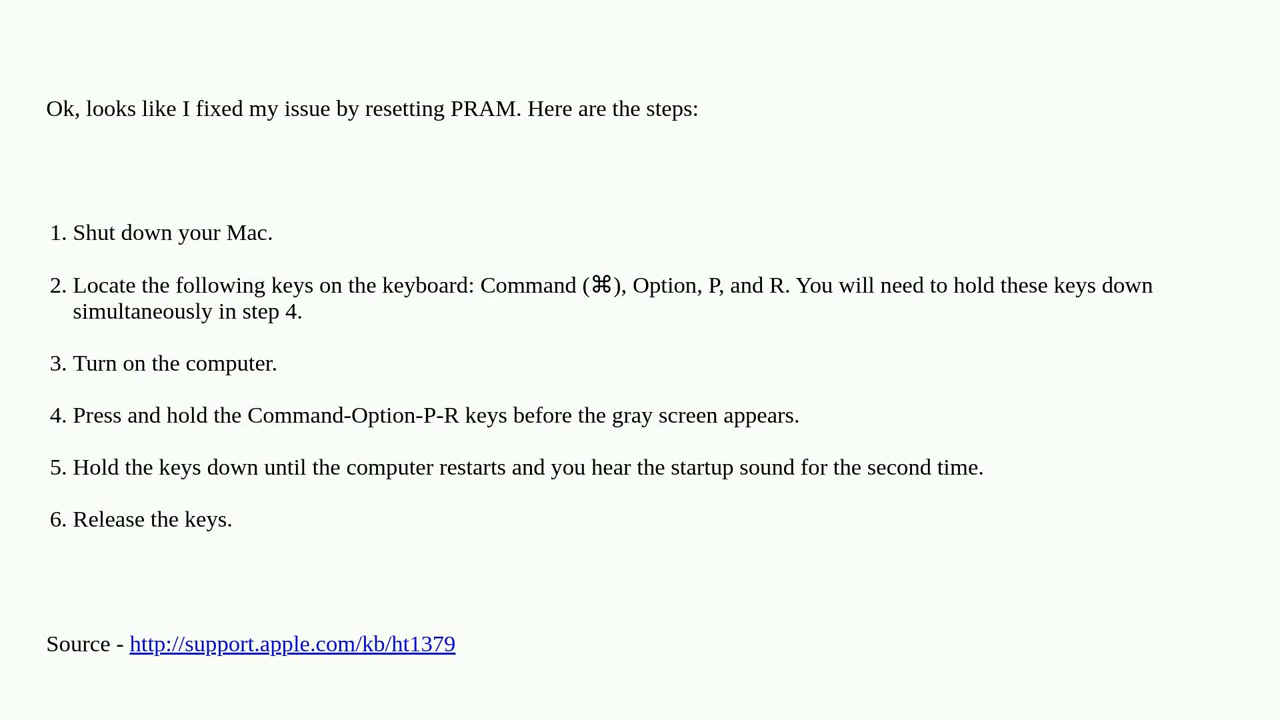 Ok, looks like I fixed my issue by resetting PRAM. Here are the steps:
1. Shut down your Mac.
2. Locate the following keys on the keyboard: Command (⌘), Option, P, and R. You will need to hold these keys down
simultaneously in step 4.
3. Turn on the computer.
4. Press and hold the Command-Option-P-R keys before the gray screen appears.
5. Hold the keys down until the computer restarts and you hear the startup sound for the second time.
6. Release the keys.
Source - http://support.apple.com/kb/ht1379